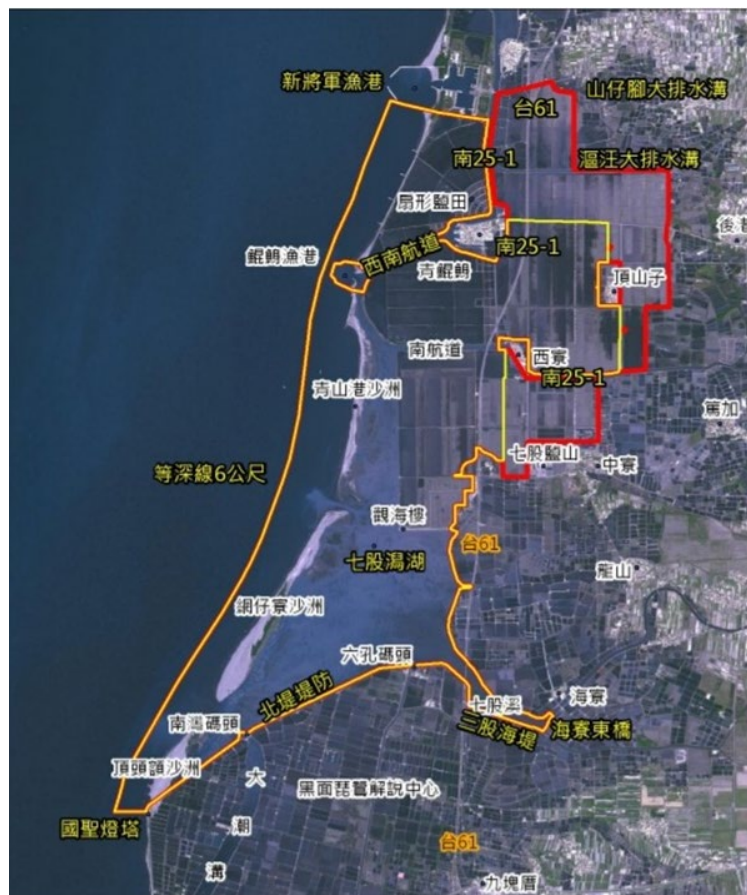 新將軍漁港
山仔腳大排水溝
台61
南25-1
漚汪大排水溝
扇形鹽田
後港
西南航道
南25-1
鯤鯓漁港
青鯤鯓
頂山子
南航道
西寮
南25-1
青山港沙洲
篤加
七股鹽山
中寮
等深線6公尺
觀海樓
台61
七股潟湖
龍山
網仔寮沙洲
六孔碼頭
北堤堤防
七股溪
海寮
南灣碼頭
三股海堤
海寮東橋
頂頭額沙洲
大潮溝
黑面琵鷺解說中心
國聖燈塔
台61
九塊厝